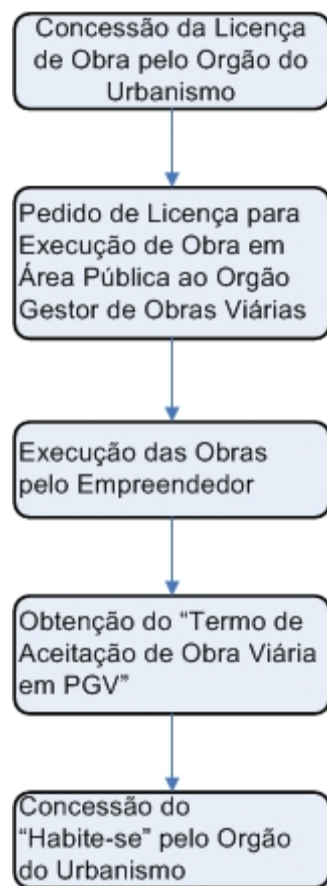 Concessão da Licença
de Obra pelo Orgão do
Urbanismo
Pedido de Licença para
Execução de Obra em
Área Pública ao Orgão
Gestor de Obras Viárias
Execução das Obras
pelo Empreendedor
Obtenção do “Termo de
Aceitação de Obra Viária
em PGV”
Concessão do
“Habite-se” pelo Orgão
do Urbanismo